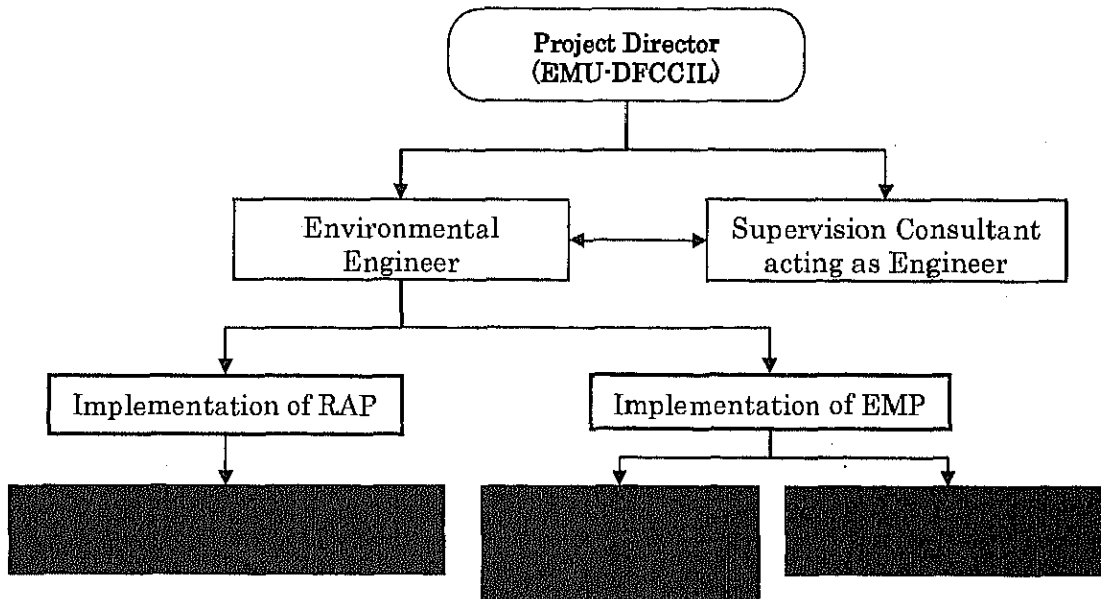 Project Director
(EMU-DFCCIL)
Environmental
Engineer
Supervision Consultant
acting as Engineer
Implementation of RAP
Implementation of EMP